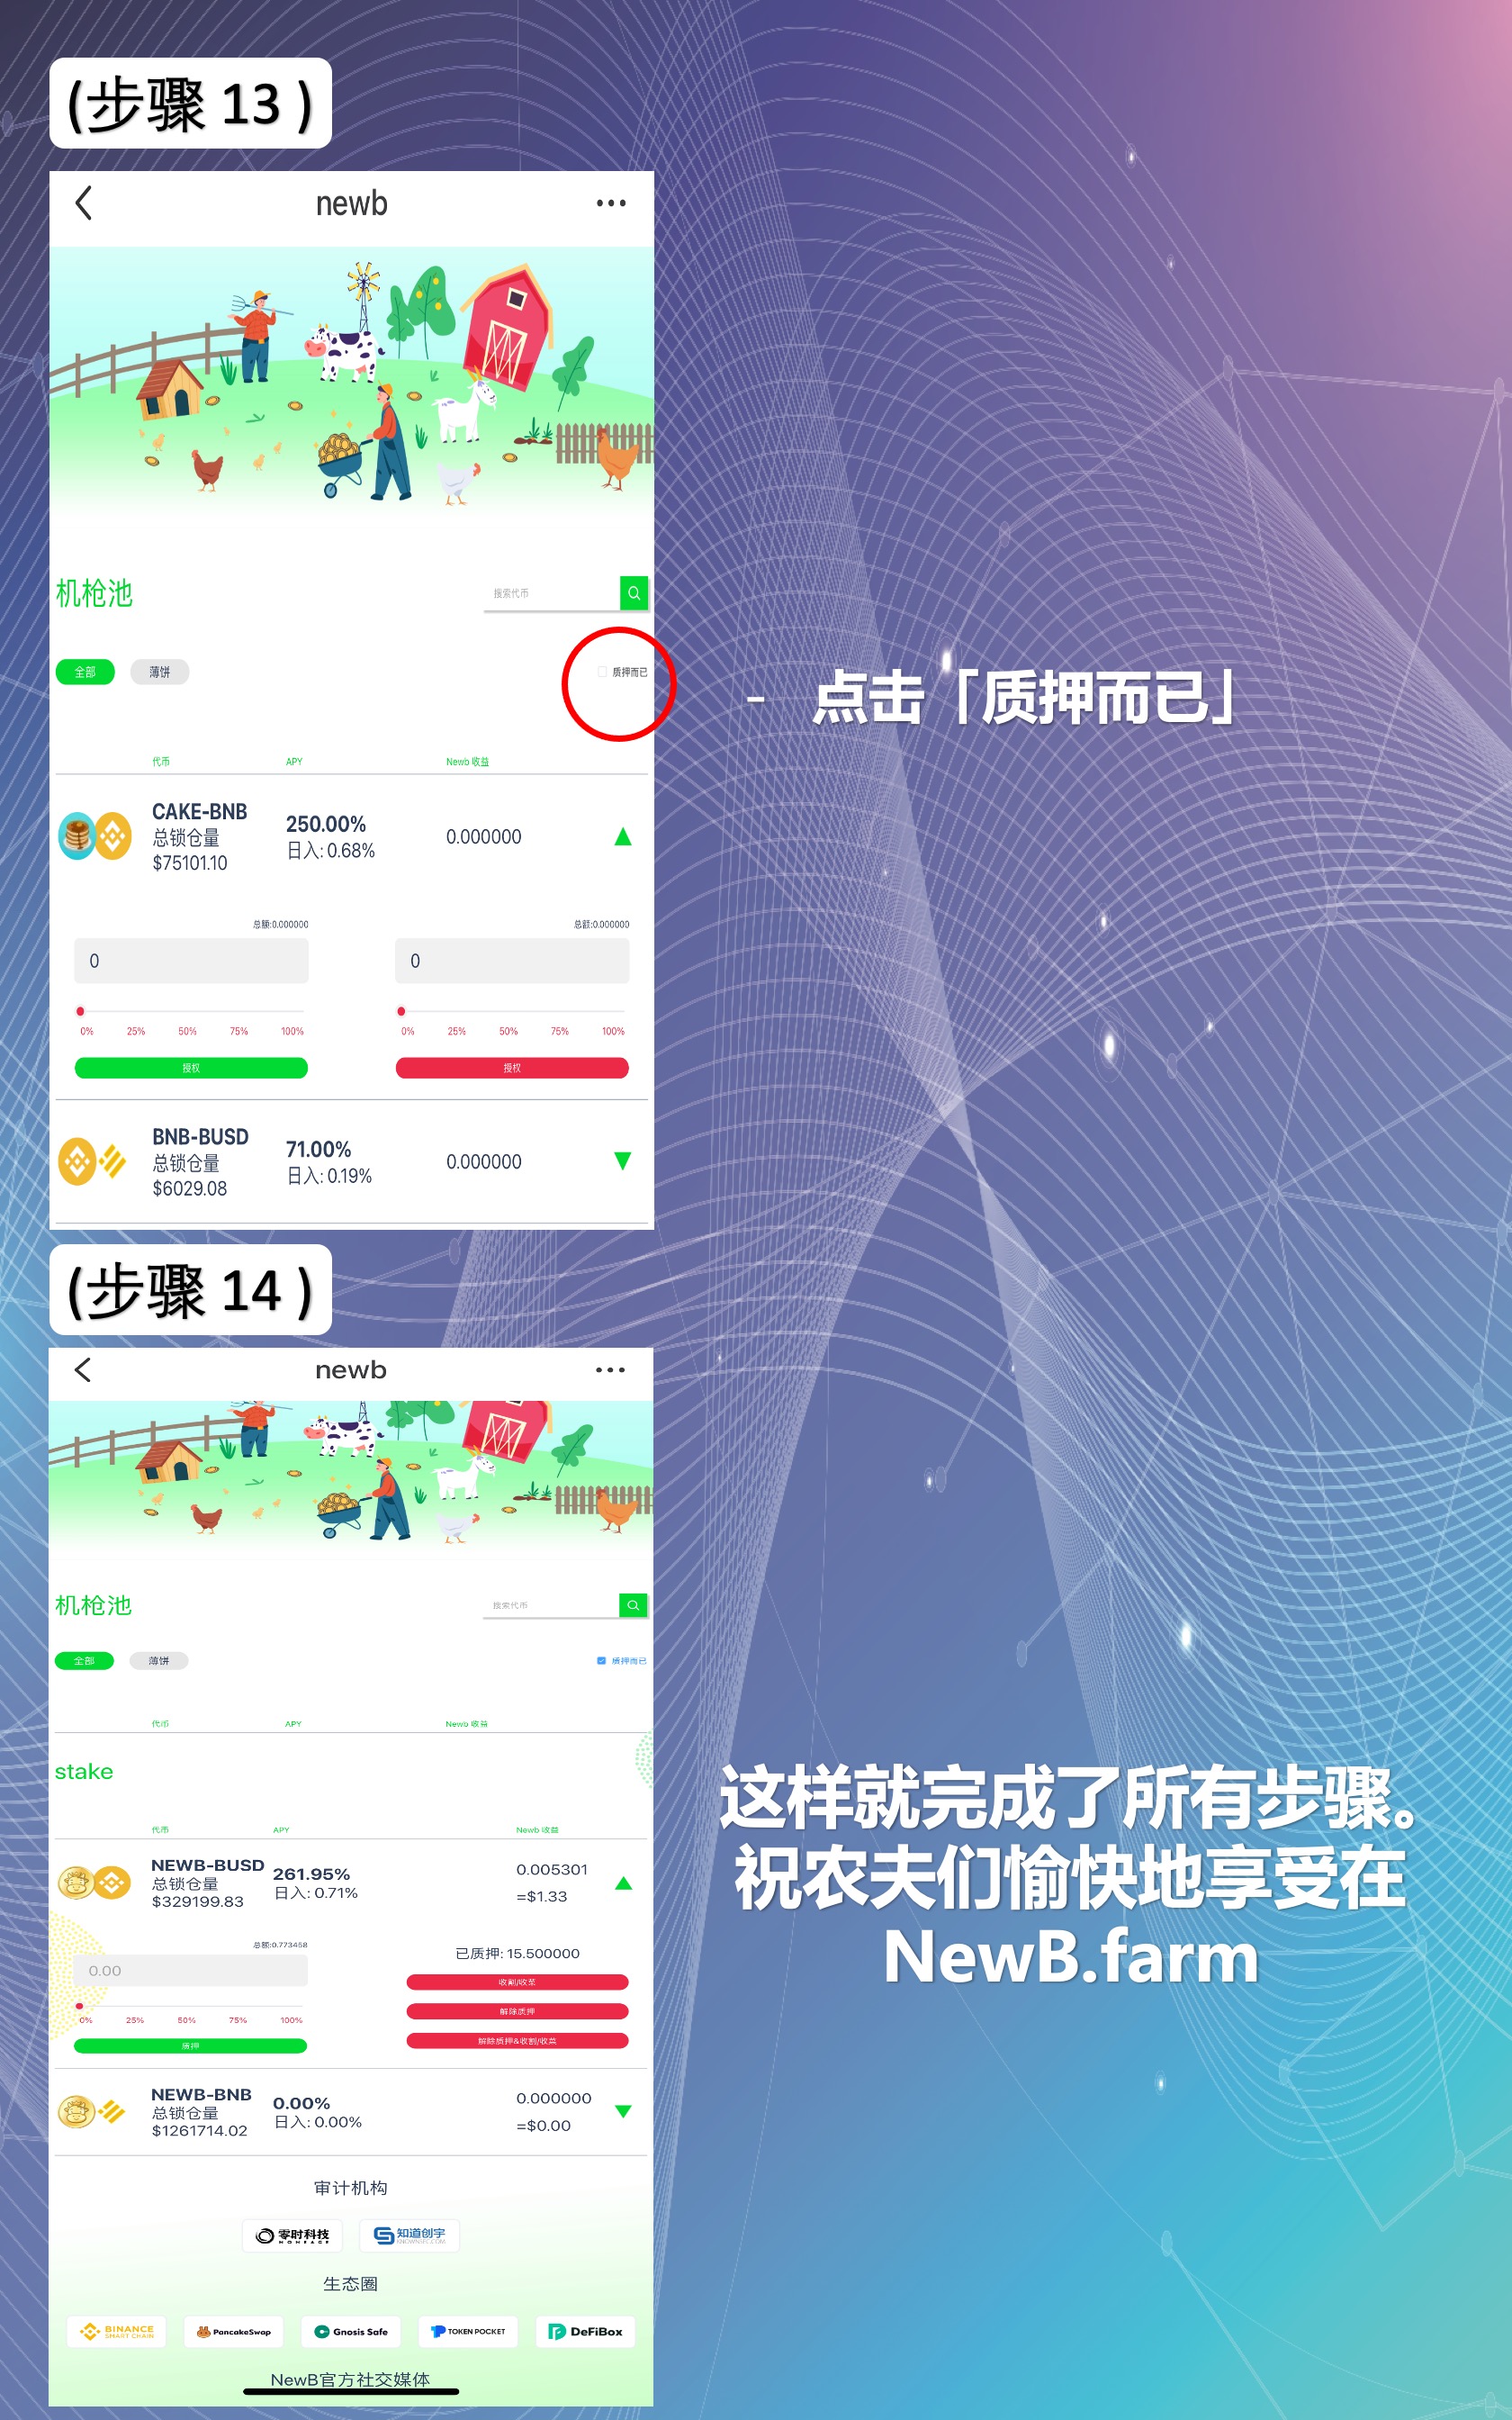 (步骤 13 )
newb
机枪池
搜索代币
全部 薄饼 质押而已
- 点击「质押而已」
代币 APY Newb 收益
CAKE-BNB
总锁仓量
$75101.10
250.00%
日入: 0.68%
0.000000
总额:0.000000 总额:0.000000
0 0
0% 25% 50% 75% 100% 0% 25% 50% 75% 100%
授权 授权
BNB-BUSD
总锁仓量
$6029.08
71.00%
日入: 0.19%
0.000000
(步骤 14 )
newb
机枪池
搜索代币
全部 薄饼 质押而已
代币 APY Newb 收益
stake
代币 APY Newb 收益
NEWB-BUSD
总锁仓量
$329199.83
261.95%
日入: 0.71%
0.005301
=$1.33
总额:0.773458
0.00
0% 25% 50% 75% 100%
质押
已质押: 15.500000
收割/收菜
解除质押
解除质押&收割/收菜
NEWB-BNB
总锁仓量
$1261714.02
0.00%
日入: 0.00%
0.000000
=$0.00
这样就完成了所有步骤。
祝农夫们愉快地享受在
NewB.farm
审计机构
零时科技
NONEAGE
知道创宇
KNOWNSEC.COM
生态圈
BINANCE
SMART CHAIN
PancakeSwap
Gnosis Safe
TOKEN POCKET
DeFiBox
NewB官方社交媒体